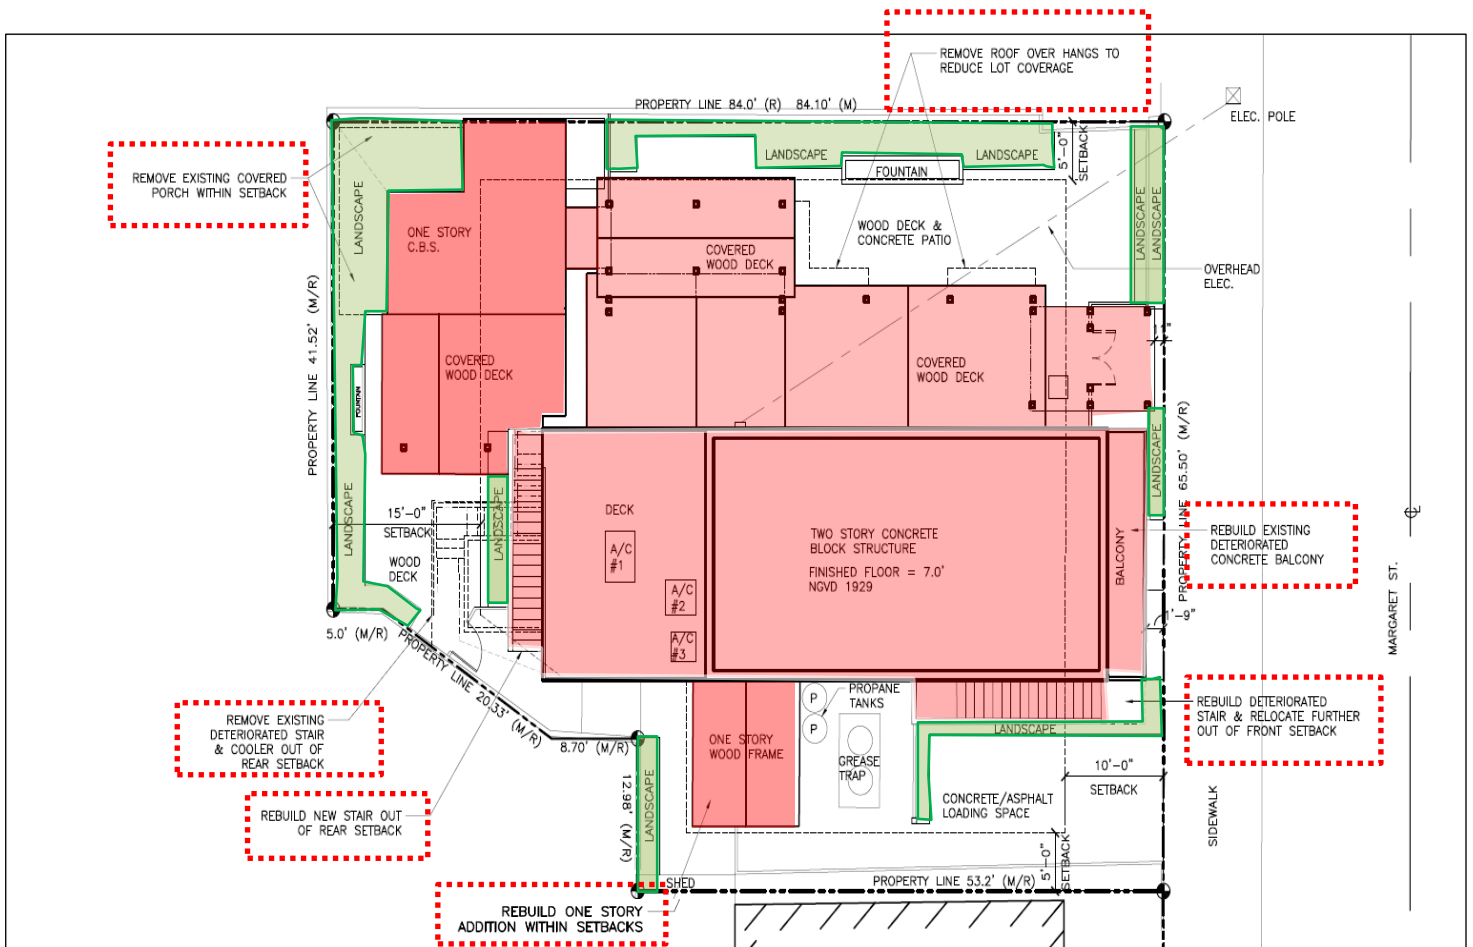 REMOVE ROOF OVER HANGS TO
REDUCE LOT COVERAGE
PROPERTY LINE 84.0' (R) 84.10' (M)
ELEC. POLE
REMOVE EXISTING COVERED
PORCH WITHIN SETBACK
LANDSCAPE
LANDSCAPE
LANDSCAPE
5'-0"
SETBACK
FOUNTAIN
LANDSCAPE
LANDSCAPE
ONE STORY
C.B.S.
COVERED
WOOD DECK
WOOD DECK &
CONCRETE PATIO
OVERHEAD
ELEC.
PROPERTY LINE 41.52' (M/R)
COVERED
WOOD DECK
COVERED
WOOD DECK
FOUNTAIN
LANDSCAPE
PROPERTY LINE 65.50' (M/R)
15'-0"
SETBACK
LANDSCAPE
LANDSCAPE
WOOD
DECK
DECK
A/C
#1
A/C
#2
A/C
#3
TWO STORY CONCRETE
BLOCK STRUCTURE
FINISHED FLOOR = 7.0'
NGVD 1929
BALCONY
REBUILD EXISTING
DETERIORATED
CONCRETE BALCONY
MARGARET ST.
1'-9"
5.0' (M/R)
PROPERTY LINE 20.33' (M/R)
REMOVE EXISTING
DETERIORATED STAIR
& COOLER OUT OF
REAR SETBACK
8.70' (M/R)
P
P
PROPANE
TANKS
REBUILD DETERIORATED
STAIR & RELOCATE FURTHER
OUT OF FRONT SETBACK
LANDSCAPE
ONE STORY
WOOD FRAME
GREASE
TRAP
10'-0"
SETBACK
LANDSCAPE
12.98' (M/R)
CONCRETE/ASPHALT
LOADING SPACE
SIDEWALK
REBUILD NEW STAIR OUT
OF REAR SETBACK
5'-0"
SETBACK
SHED
PROPERTY LINE 53.2' (M/R)
REBUILD ONE STORY
ADDITION WITHIN SETBACKS